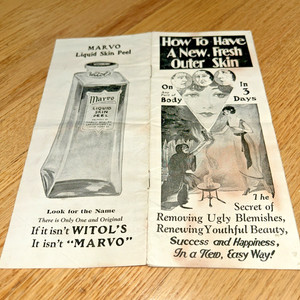 MARVO
Liquid Skin Peel
Marvo
LIQUID
SKIN
PEEL
Look for the Name
There is Only One and Original
If it isn't WITOL'S
It isn't "MARVO"
How To Have
A New, Fresh
Outer Skin
On
Body
In
3
Days
The
Secret of
Removing Ugly Blemishes,
Renewing Youthful Beauty,
Success and Happiness,
In a New, Easy Way!